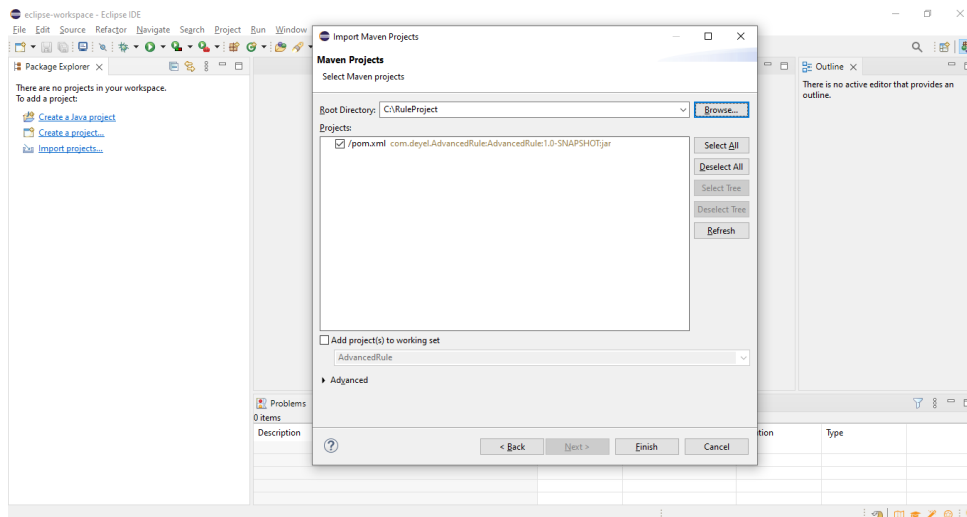 eclipse-workspace - Eclipse IDE
File Edit Source Refactor Navigate Search Project Run Window
Package Explorer
There are no projects in your workspace.
To add a project:
Create a Java project
Create a project...
Import projects...
Import Maven Projects
Maven Projects
Select Maven projects
Root Directory: C:\RuleProject Browse...
Projects:
/pom.xml com.deyel.AdvancedRule:AdvancedRule:1.0-SNAPSHOT:jar
Select All
Deselect All
Select Tree
Deselect Tree
Refresh
Add project(s) to working set
AdvancedRule
Advanced
< Back Next > Finish Cancel
Outline
There is no active editor that provides an
outline.
Problems
0 items
Description tion Type